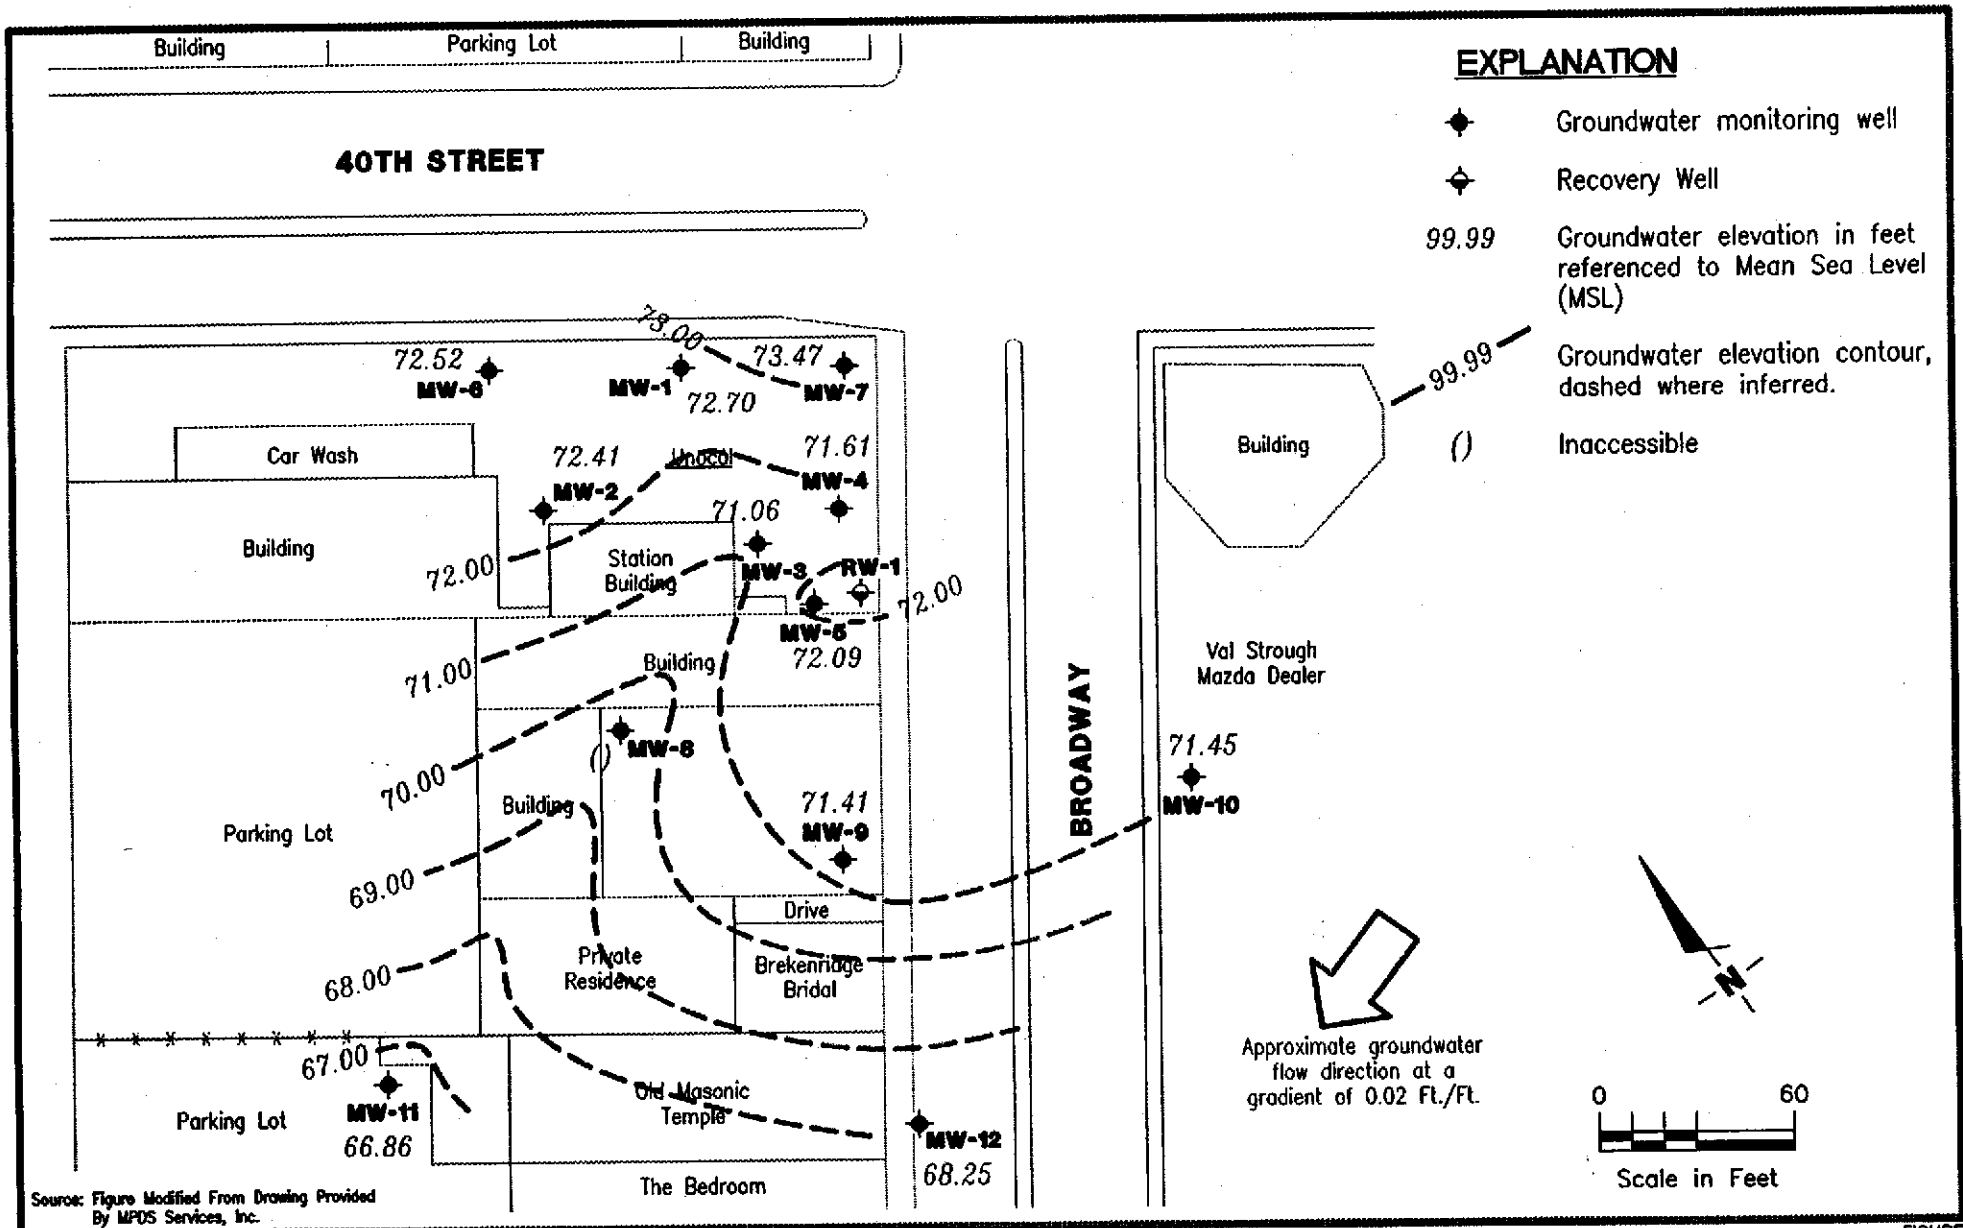 Building
Parking Lot
Building
EXPLANATION
Groundwater monitoring well
40TH STREET
Recovery Well
99.99
Groundwater elevation in feet
referenced to Mean Sea Level
(MSL)
99.99
Groundwater elevation contour,
dashed where inferred.
()
Inaccessible
73.00
72.52
MW-6
MW-1
72.70
73.47
MW-7
Building
Car Wash
72.41
MW-2
Unocal
71.61
MW-4
71.06
MW-3
Building
72.00
Station
Building
RW-1
72.00
MW-5
72.09
71.00
Building
Val Strough
Mazda Dealer
BROADWAY
70.00
()
MW-8
71.45
MW-10
Parking Lot
Building
71.41
MW-9
69.00
Drive
68.00
Private
Residence
Brekenridge
Bridal
N
Approximate groundwater
flow direction at a
gradient of 0.02 Ft./Ft.
67.00
MW-11
66.86
Parking Lot
Old Masonic
Temple
MW-12
68.25
0 60
Scale in Feet
The Bedroom
Source: Figure Modified From Drawing Provided
By MPDS Services, Inc.